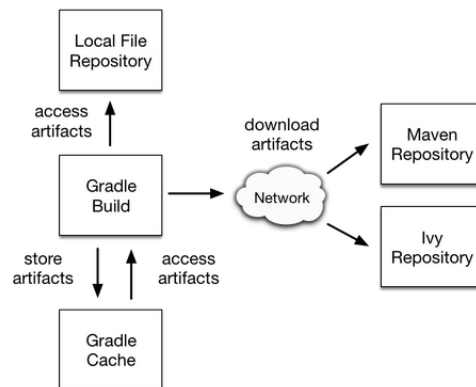 Local File
Repository
access
artifacts
download
artifacts
Maven
Repository
Gradle
Build
Network
Ivy
Repository
store
artifacts
access
artifacts
Gradle
Cache